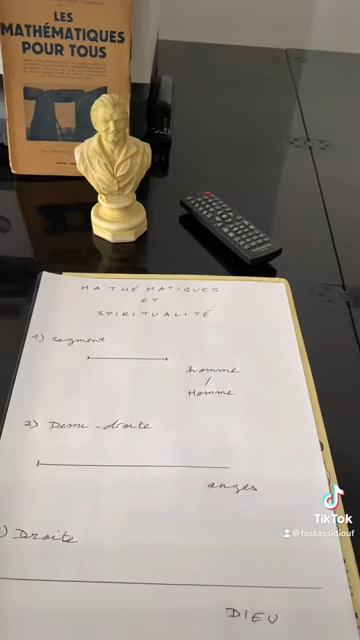 LES
MATHÉMATIQUES
POUR TOUS
MATHÉMATIQUES
ET
SPIRITUALITÉ
1) Segment
homme
/
Homme
2) Demi-droite
anges
) Droite
DIEU
TikTok
@fassassidiouf